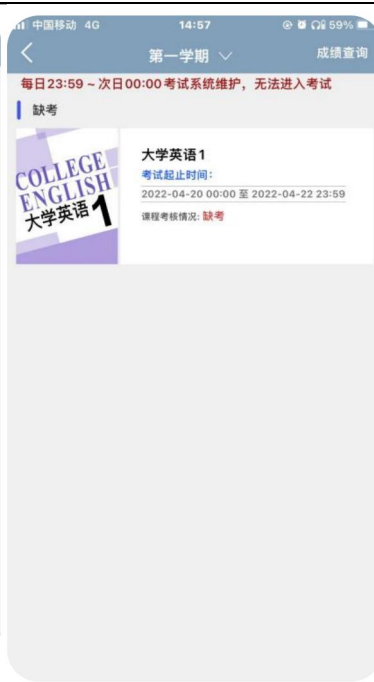 中国移动 4G 14:57 59%
第一学期 成绩查询
每日23:59 ~ 次日00:00考试系统维护，无法进入考试
缺考
COLLEGE
ENGLISH
大学英语 1
大学英语1
考试起止时间：
2022-04-20 00:00 至 2022-04-22 23:59
课程考核情况: 缺考